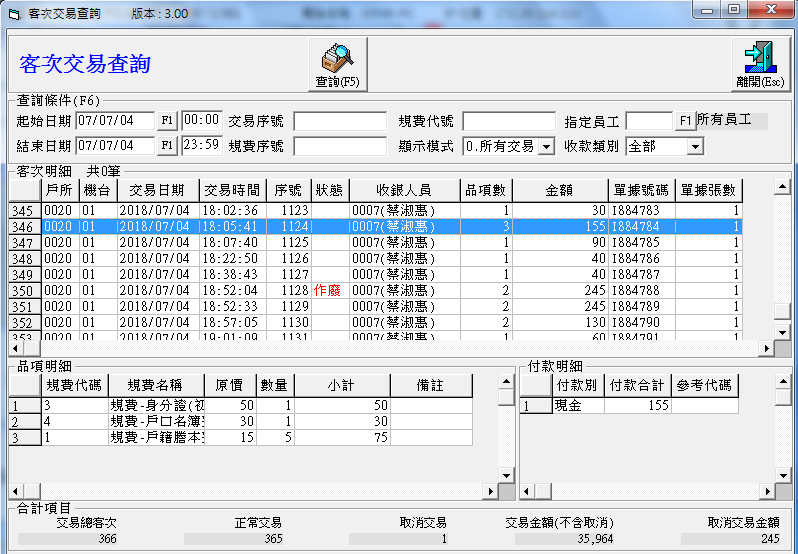 客次交易查詢 版本 : 3.00
客次交易查詢
查詢(F5)
離開(Esc)
查詢條件(F6)
起始日期 07/07/04 F1 00:00 交易序號 規費代號 指定員工 F1 所有員工
結束日期 07/07/04 F1 23:59 規費序號 顯示模式 0.所有交易 收款類別 全部
客次明細 共0筆
戶所 機台 交易日期 交易時間 序號 狀態 收銀人員 品項數 金額 單據號碼 單據張數
345 0020 01 2018/07/04 18:02:36 1123 0007(蔡淑惠) 1 30 I884783 1
346 0020 01 2018/07/04 18:05:41 1124 0007(蔡淑惠) 3 155 I884784 1
347 0020 01 2018/07/04 18:07:40 1125 0007(蔡淑惠) 1 90 I884785 1
348 0020 01 2018/07/04 18:22:50 1126 0007(蔡淑惠) 1 40 I884786 1
349 0020 01 2018/07/04 18:38:43 1127 0007(蔡淑惠) 1 40 I884787 1
350 0020 01 2018/07/04 18:52:04 1128 作廢 0007(蔡淑惠) 2 245 I884788 1
351 0020 01 2018/07/04 18:52:33 1129 0007(蔡淑惠) 2 245 I884789 1
352 0020 01 2018/07/04 18:57:05 1130 0007(蔡淑惠) 2 130 I884790 1
353 0020 01 2018/07/04 19:01:09 1131 0007(蔡淑惠) 1 60 I884791 1
品項明細
規費代碼 規費名稱 原價 數量 小計 備註
1 3 規費-身分證(初 50 1 50
2 4 規費-戶口名簿 30 1 30
3 1 規費-戶籍謄本 15 5 75
付款明細
付款別 付款合計 參考代碼
1 現金 155
合計項目
交易總客次 正常交易 取消交易 交易金額(不含取消) 取消交易金額
366 365 1 35,964 245